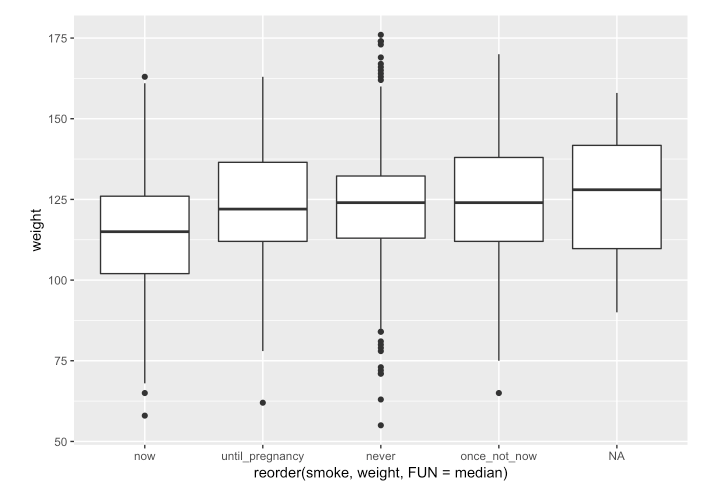 175
150
125
100
75
50
weight
now until_pregnancy never once_not_now NA
reorder(smoke, weight, FUN = median)